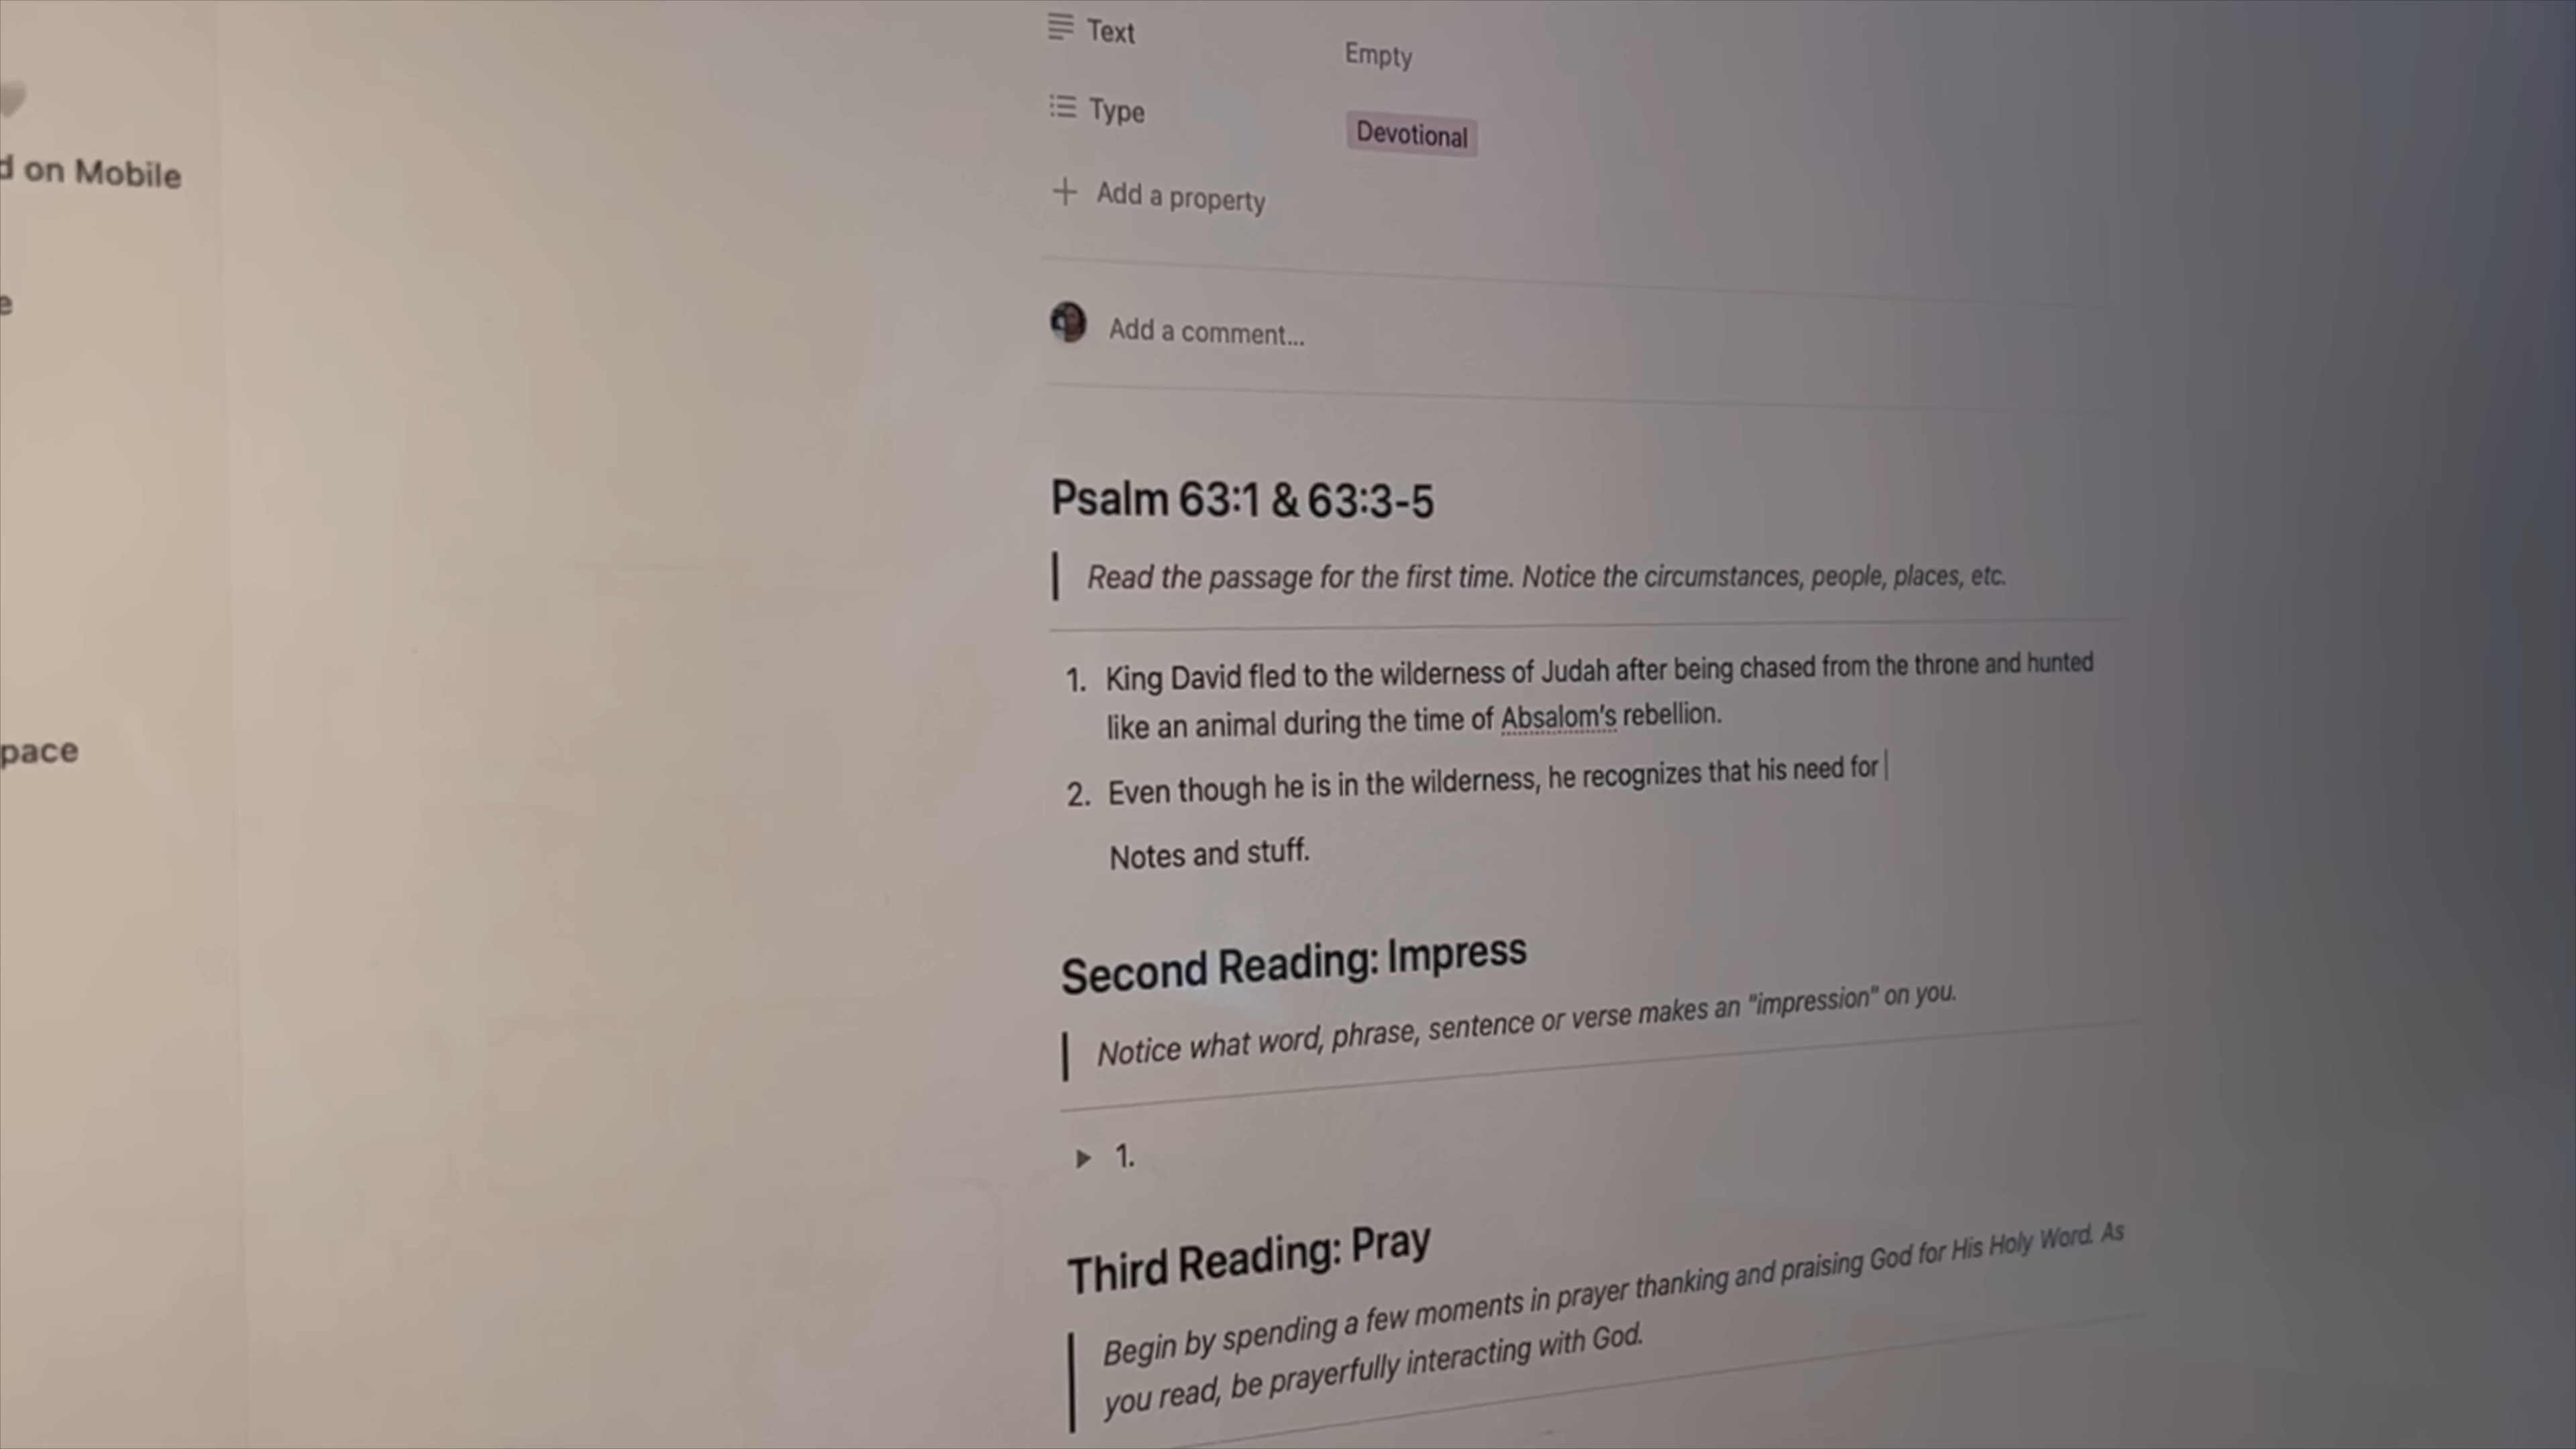 Text
Empty
Type
Devotional
Add a property
on Mobile
Add a comment...
Psalm 63:1 & 63:3-5
Read the passage for the first time. Notice the circumstances, people, places, etc.
1. King David fled to the wilderness of Judah after being chased from the throne and hunted
like an animal during the time of Absalom's rebellion.
2. Even though he is in the wilderness, he recognizes that his need for
Notes and stuff.
Second Reading: Impress
Notice what word, phrase, sentence or verse makes an "impression" on you.
1.
Third Reading: Pray
Begin by spending a few moments in prayer thanking and praising God for His Holy Word. As
you read, be prayerfully interacting with God.